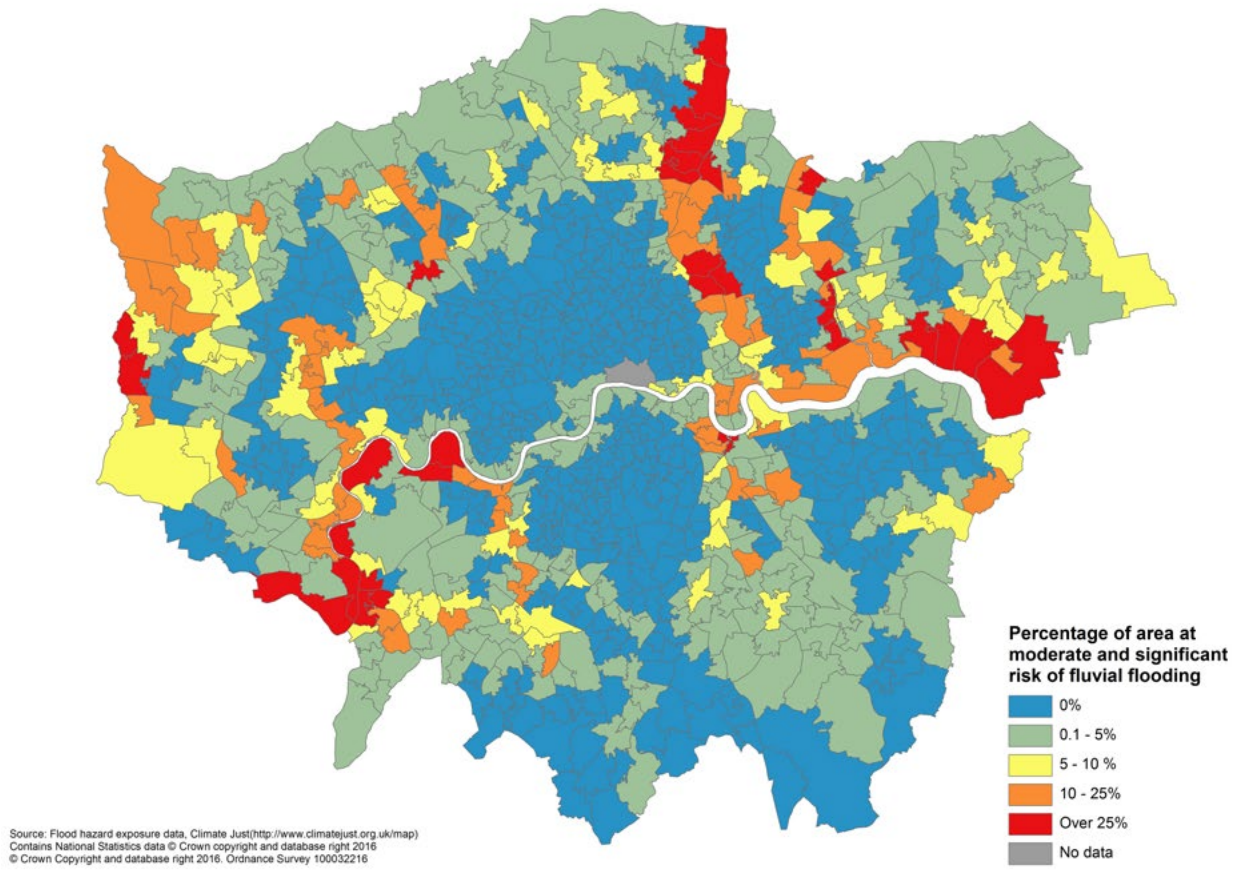 Percentage of area at
moderate and significant
risk of fluvial flooding
0%
0.1 - 5%
5 - 10 %
10 - 25%
Over 25%
No data
Source: Flood hazard exposure data, Climate Just(http://www.climatejust.org.uk/map)
Contains National Statistics data © Crown copyright and database right 2016
© Crown Copyright and database right 2016. Ordnance Survey 100032216